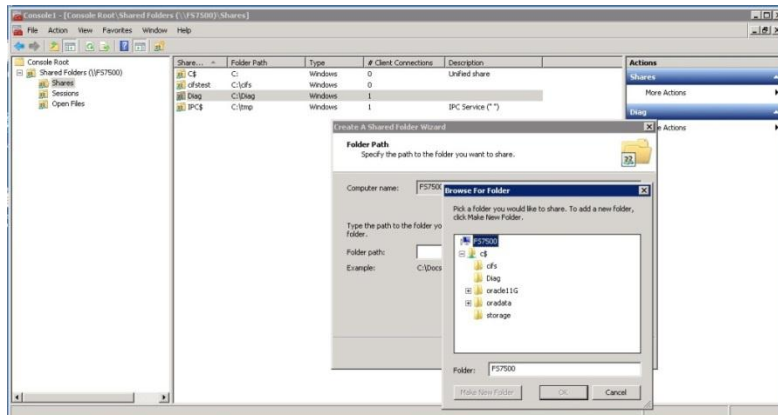 Console1 - [Console Root\Shared Folders (\\FS7500)\Shares]
File Action View Favorites Window Help
Console Root
Shared Folders (\\FS7500)
Shares
Sessions
Open Files
Share... Folder Path Type # Client Connections Description
C$ C: Windows 0 Unified share
cifstest C:\cifs Windows 0
Diag C:\Diag Windows 1
IPC$ C:\tmp Windows 1 IPC Service (" ")
Actions
Shares
More Actions
Diag
Actions
Create A Shared Folder Wizard
Folder Path
Specify the path to the folder you want to share.
Computer name: FS7500
Type the path to the folder yo
folder.
Folder path:
Example: C:\Docs
Browse For Folder
Pick a folder you would like to share. To add a new folder,
click Make New Folder.
FS7500
c$
cifs
Diag
oracle11G
oradata
storage
Folder: FS7500
Make New Folder OK Cancel